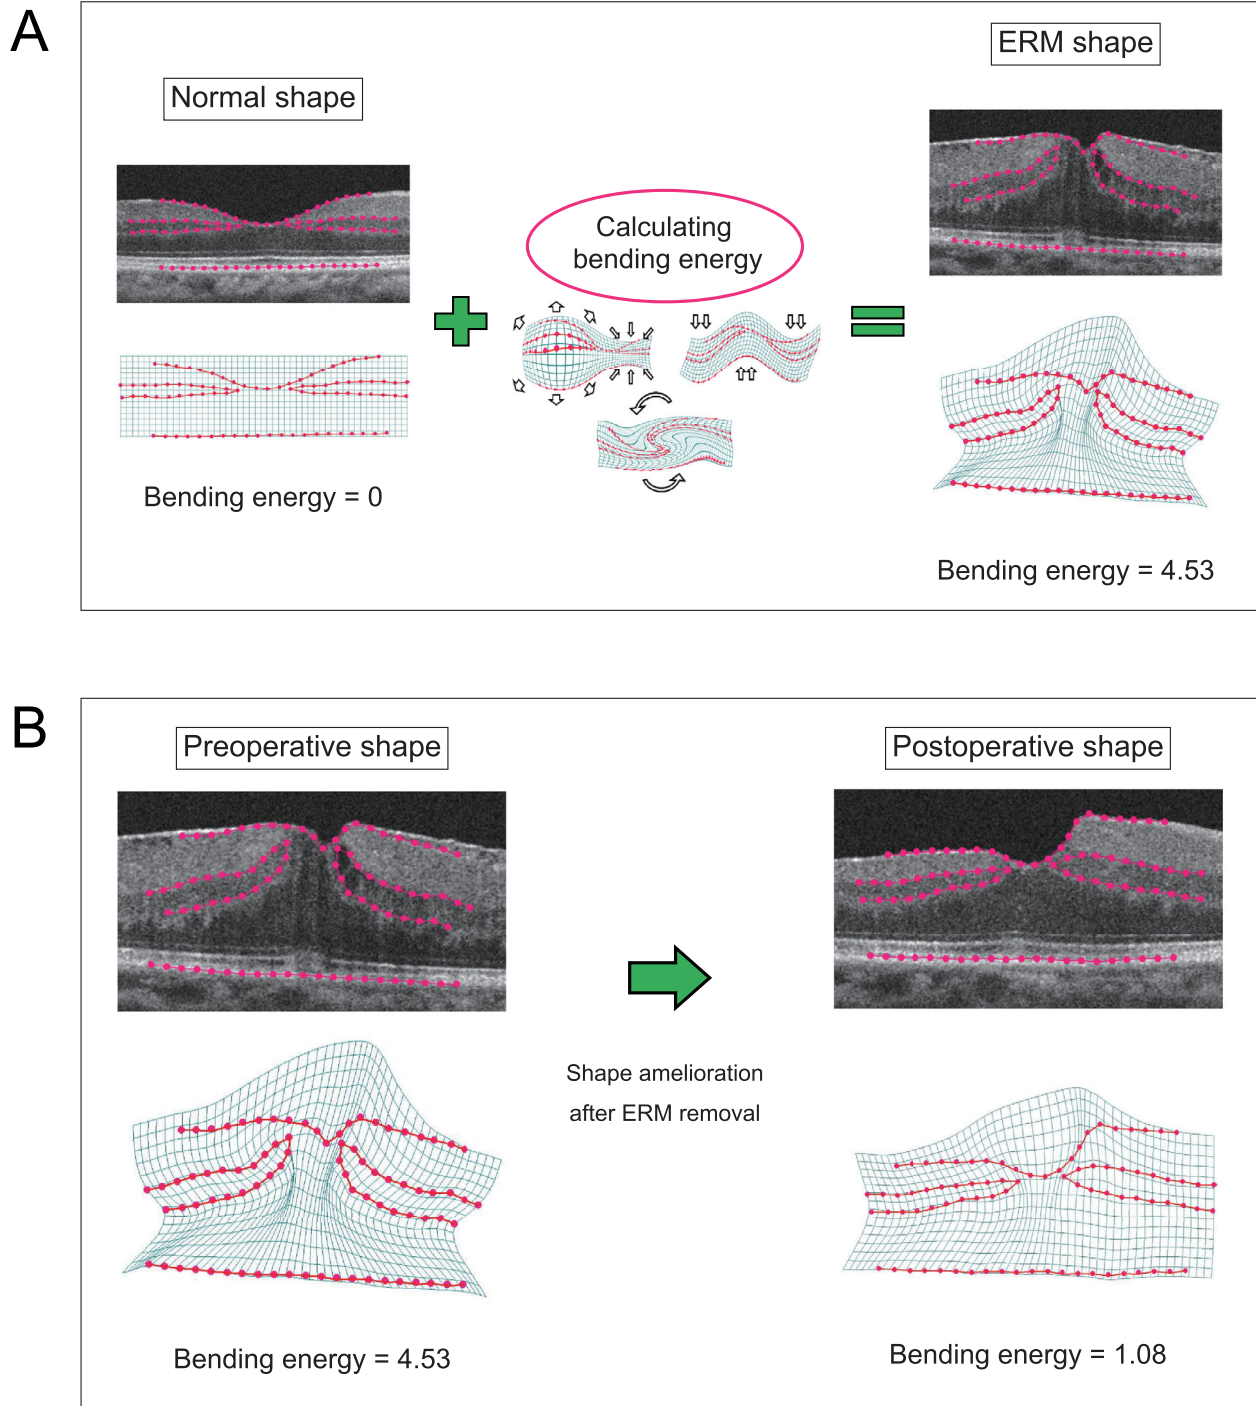 A
Normal shape
ERM shape
Calculating
bending energy
Bending energy = 0
Bending energy = 4.53
B
Preoperative shape
Postoperative shape
Shape amelioration
after ERM removal
Bending energy = 4.53
Bending energy = 1.08